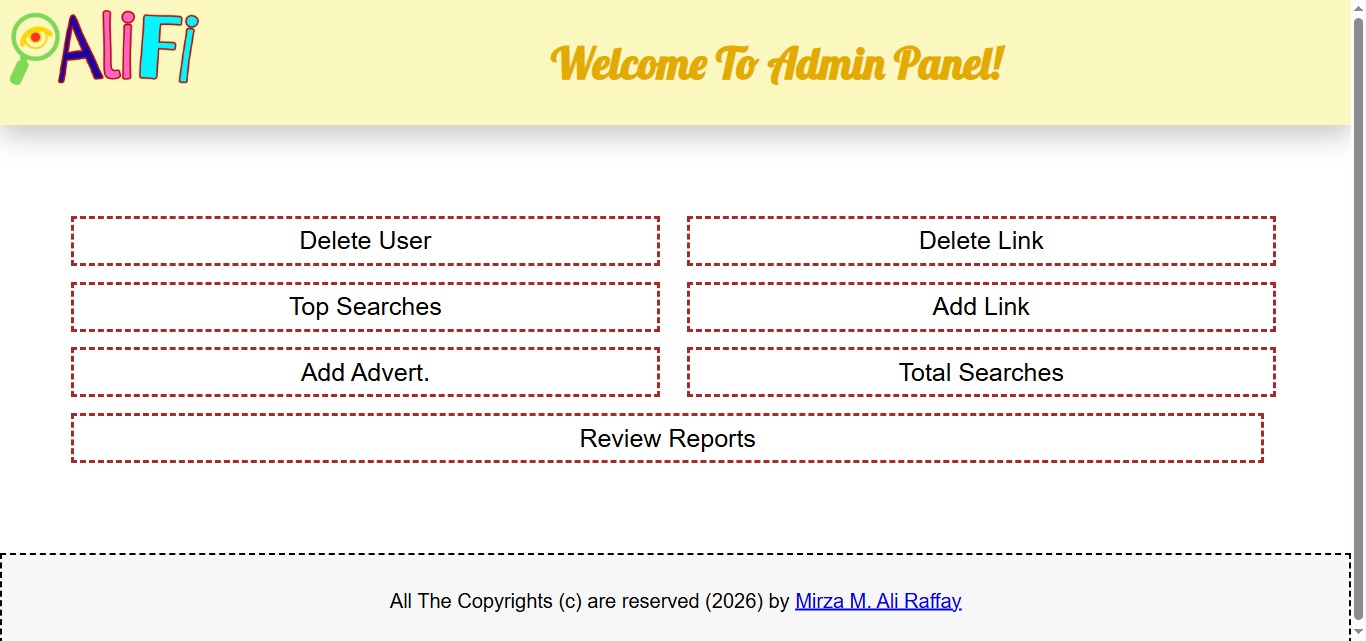 AliFi
Welcome To Admin Panel!
Delete User
Delete Link
Top Searches
Add Link
Add Advert.
Total Searches
Review Reports
All The Copyrights (c) are reserved (2026) by Mirza M. Ali Raffay